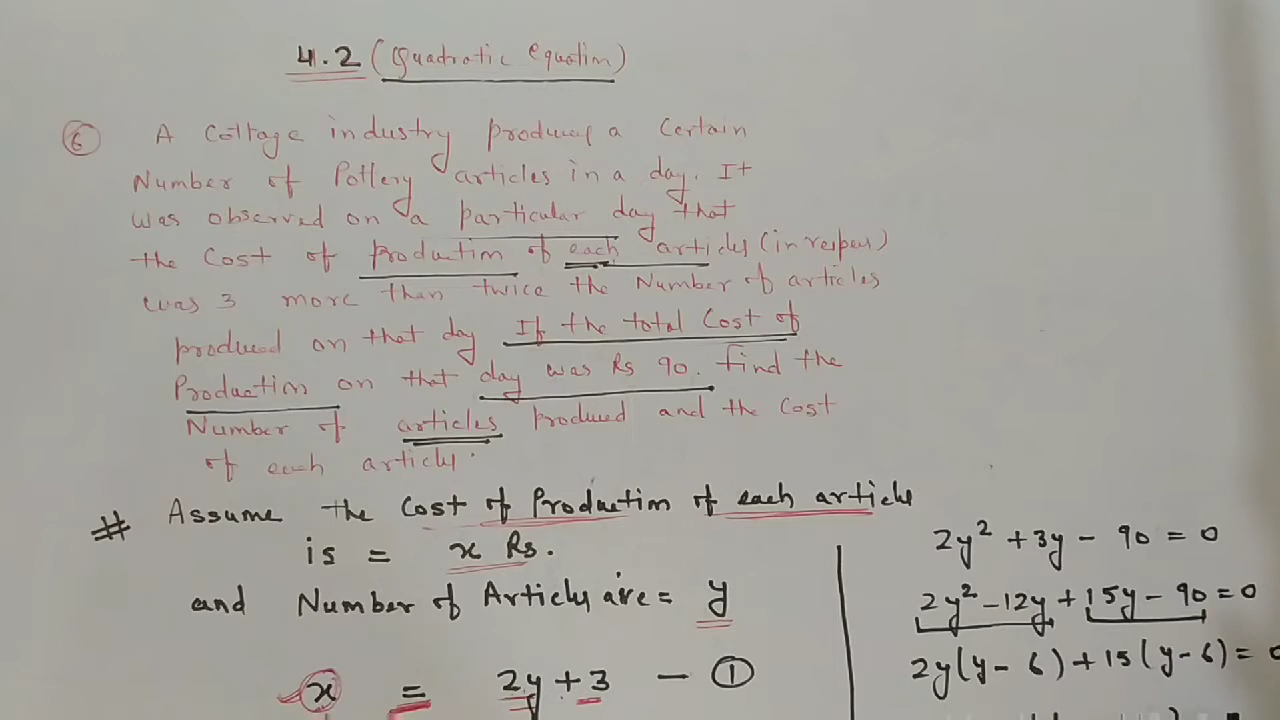 4.2 (Quadratic equation)
6 A Cottage industry produces a Certain
Number of Pottery articles in a day. It
was observed on a particular day that
the Cost of production of each articles (in rupees)
was 3 more than twice the Number of articles
produced on that day If the total Cost of
Production on that day was Rs 90. find the
Number of articles produced and the Cost
of each article.
# Assume the Cost of Production of each article
is = x Rs.
and Number of Articles are = y
x = 2y + 3 — ①
2y² + 3y - 90 = 0
2y² - 12y + 15y - 90 = 0
2y(y - 6) + 15(y - 6) = 0